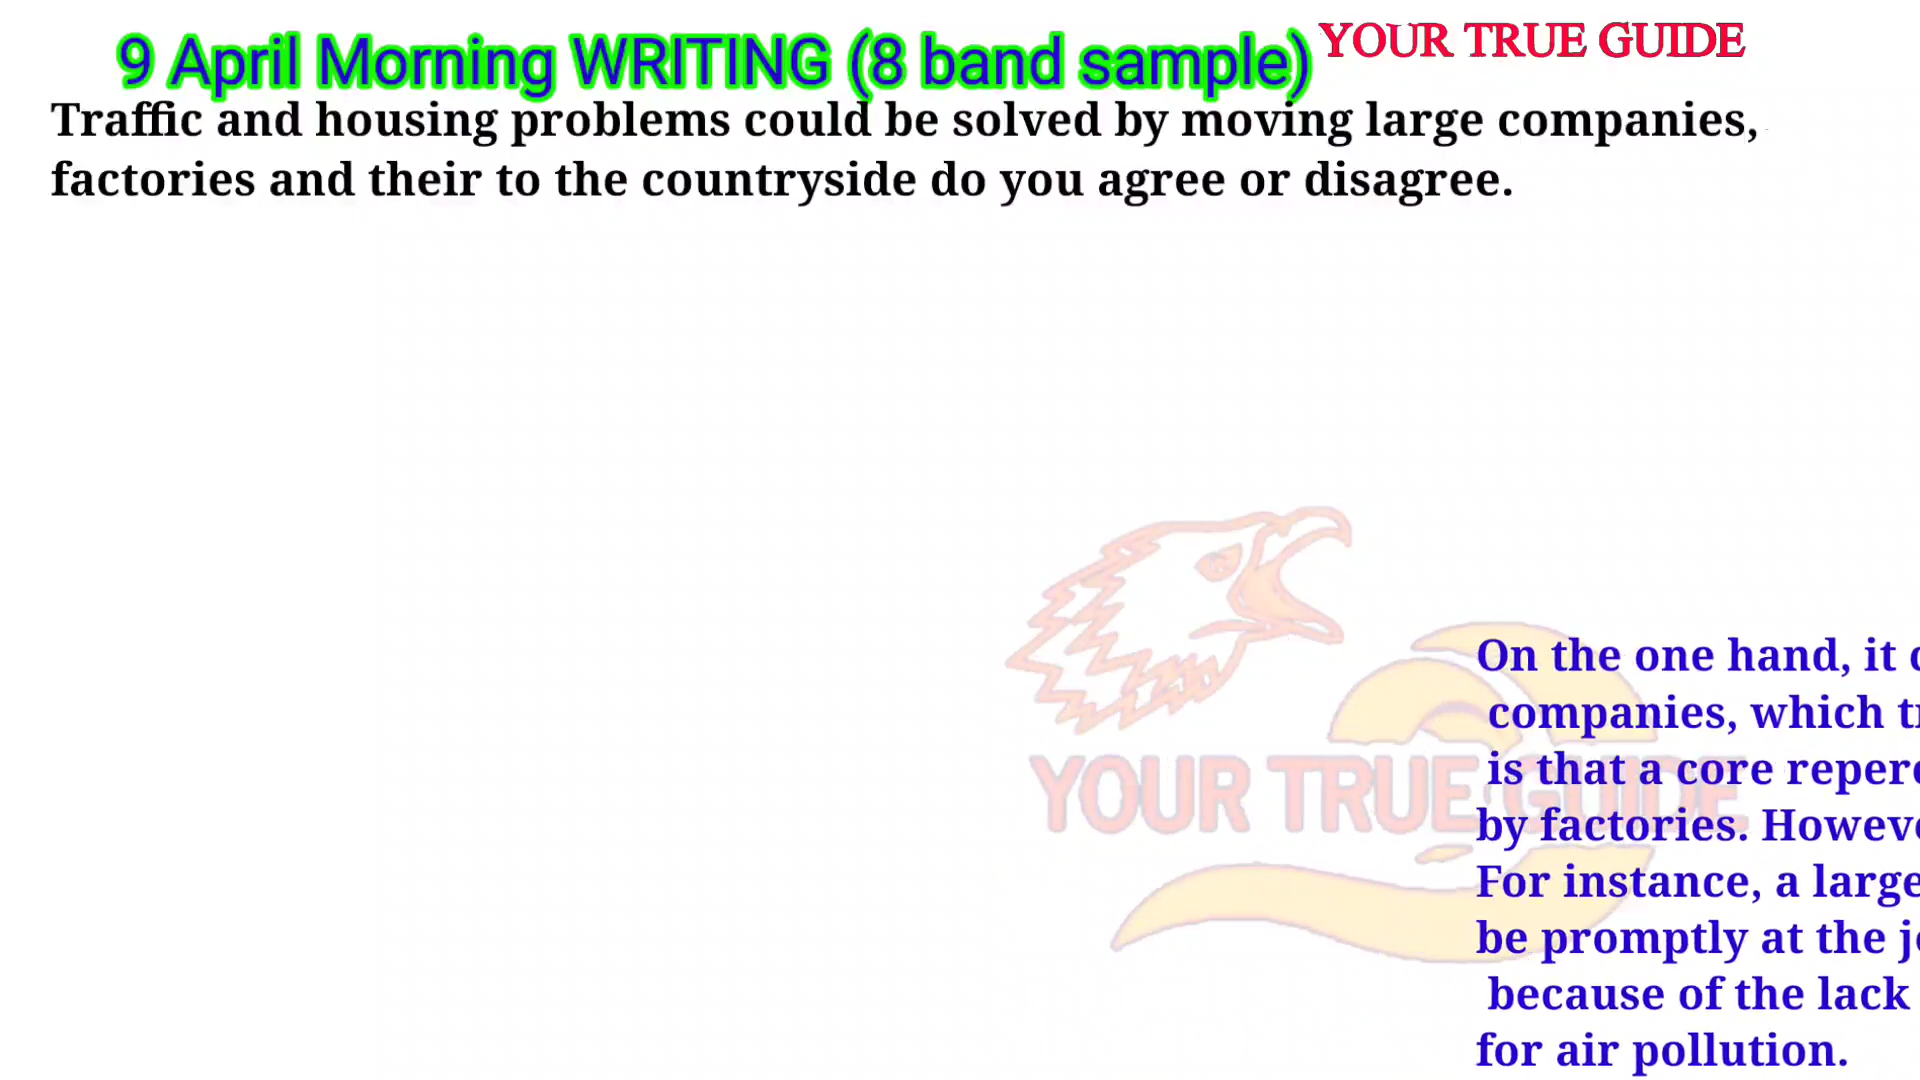 9 April Morning WRITING (8 band sample)
YOUR TRUE GUIDE
Traffic and housing problems could be solved by moving large companies,
factories and their to the countryside do you agree or disagree.
YOUR TRUE GUIDE
On the one hand, it
companies, which
is that a core
by factories.
For instance, a large
be promptly at the
because of the lack
for air pollution.